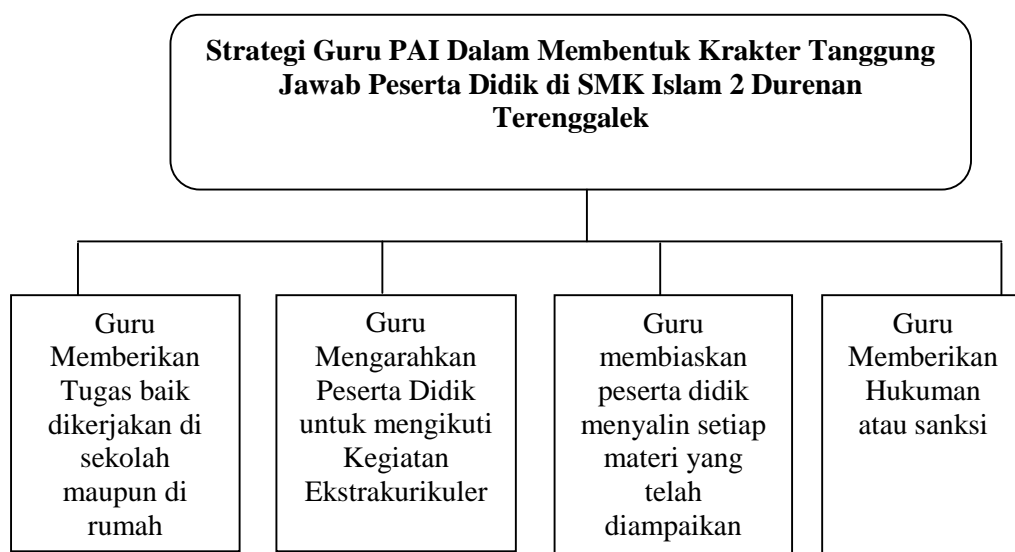 Strategi Guru PAI Dalam Membentuk Krakter Tanggung
Jawab Peserta Didik di SMK Islam 2 Durenan
Terenggalek
Guru
Memberikan
Tugas baik
dikerjakan di
sekolah
maupun di
rumah
Guru
Mengarahkan
Peserta Didik
untuk mengikuti
Kegiatan
Ekstrakurikuler
Guru
membiaskan
peserta didik
menyalin setiap
materi yang
telah
diampaikan
Guru
Memberikan
Hukuman
atau sanksi